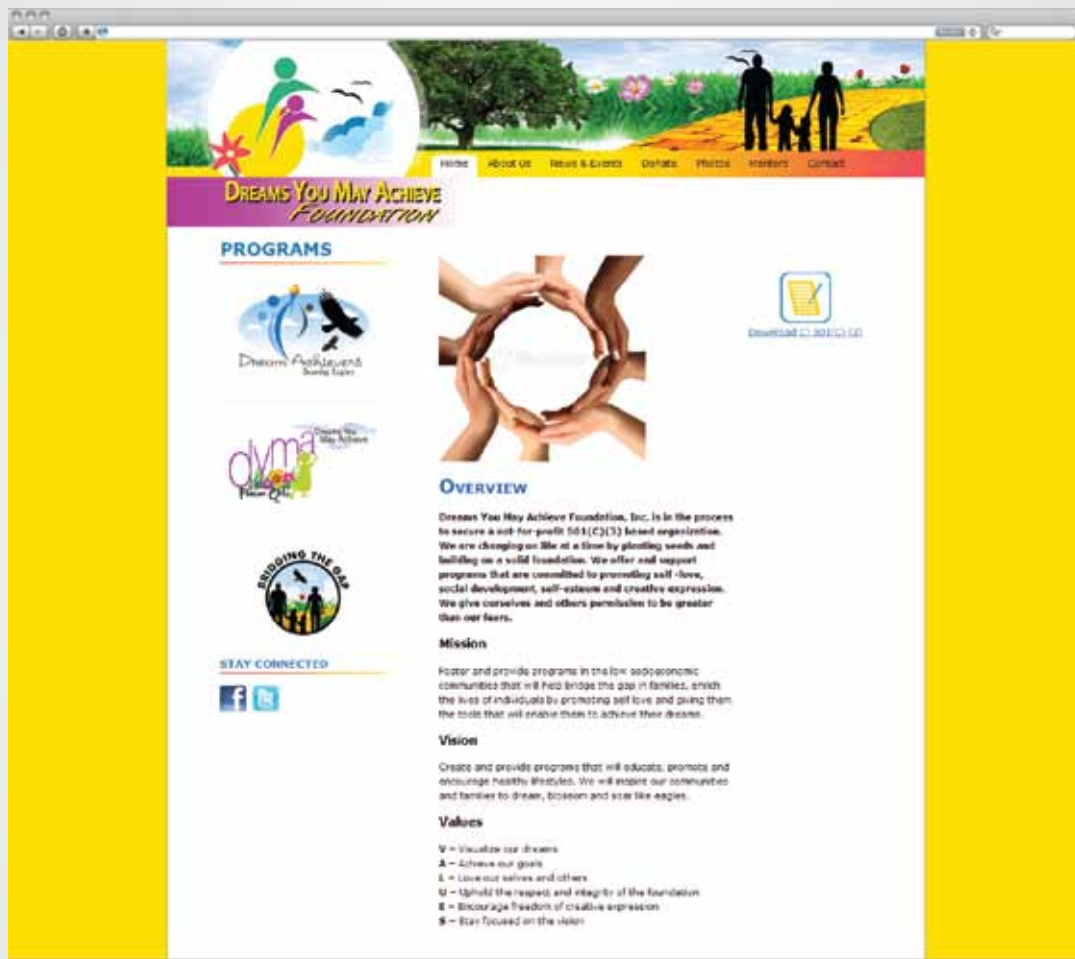 Home About Us News & Events Donate Photos Mentors Contact
DREAMS YOU MAY ACHIEVE
FOUNDATION
PROGRAMS
Dream Achievers
Soaring Eagles
dyma
Dreams You
May Achieve
Flower Girls
BRIDGING THE GAP
STAY CONNECTED
Download
OVERVIEW
Dreams You May Achieve Foundation, Inc. is in the process
to secure a not-for-profit 501(C)(3) based organization.
We are changing on life at a time by planting seeds and
building on a solid foundation. We offer and support
programs that are committed to promoting self -love,
social development, self-esteem and creative expression.
We give ourselves and others permission to be greater
than our fears.
Mission
Foster and provide programs in the low socioeconomic
communities that will help bridge the gap in families, enrich
the lives of individuals by promoting self love and giving them
the tools that will enable them to achieve their dreams.
Vision
Create and provide programs that will educate, promote and
encourage healthy lifestyles. We will inspire our communities
and families to dream, blossom and soar like eagles.
Values
V – Visualize our dreams
A – Achieve our goals
L – Love our selves and others
U – Uphold the respect and integrity of the foundation
E – Encourage freedom of creative expression
S – Stay focused on the vision